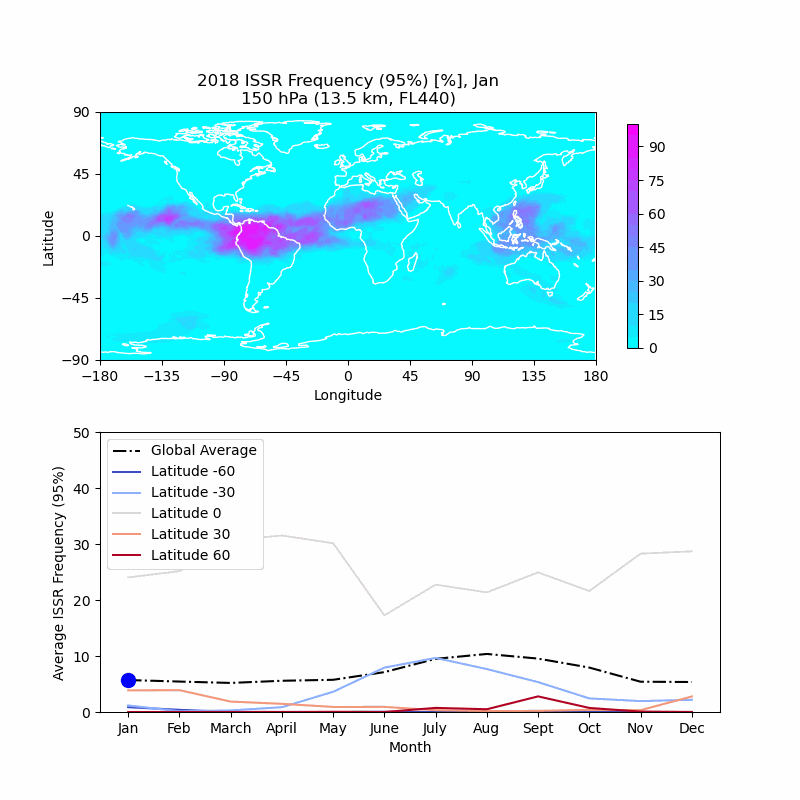 2018 ISSR Frequency (95%) [%], Jan
150 hPa (13.5 km, FL440)
90
45
0
−45
−90
Latitude
−180 −135 −90 −45 0 45 90 135 180
Longitude
90
75
60
45
30
15
0
50
40
30
20
10
0
Average ISSR Frequency (95%)
Global Average
Latitude -60
Latitude -30
Latitude 0
Latitude 30
Latitude 60
Jan Feb March April May June July Aug Sept Oct Nov Dec
Month